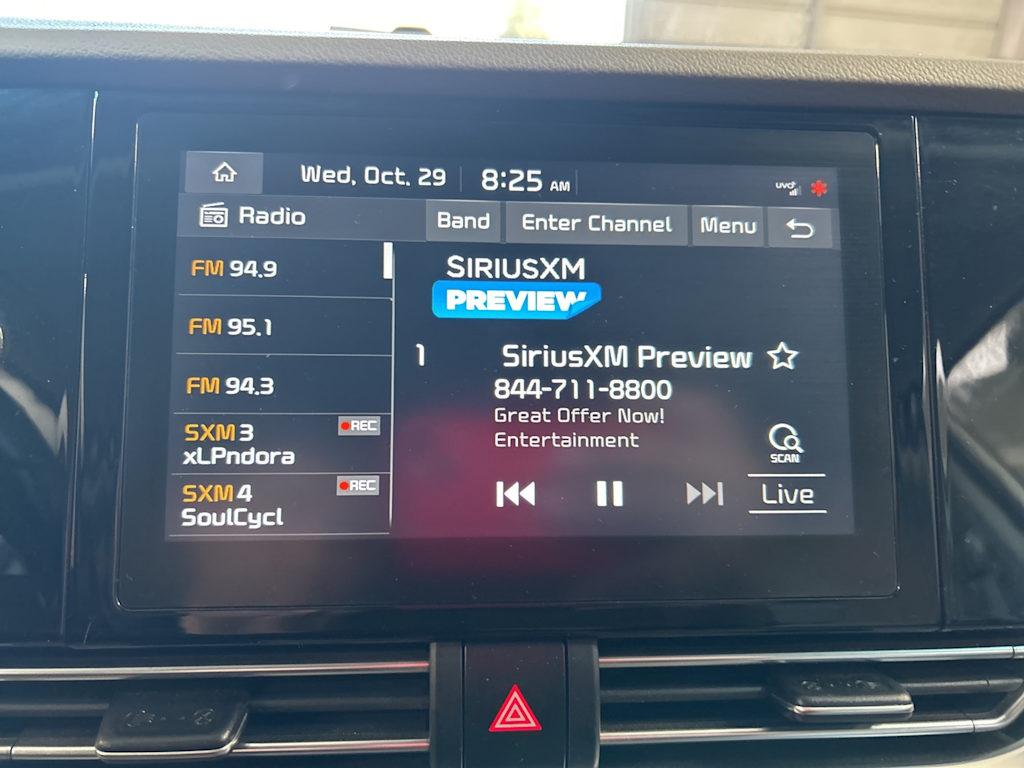 Wed, Oct. 29 8:25 AM
UVO
Radio Band Enter Channel Menu
FM 94.9
FM 95.1
FM 94.3
SXM 3 REC
xLPndora
SXM 4 REC
SoulCycl
SIRIUSXM
PREVIEW
1 SiriusXM Preview
844-711-8800
Great Offer Now!
Entertainment
SCAN
Live